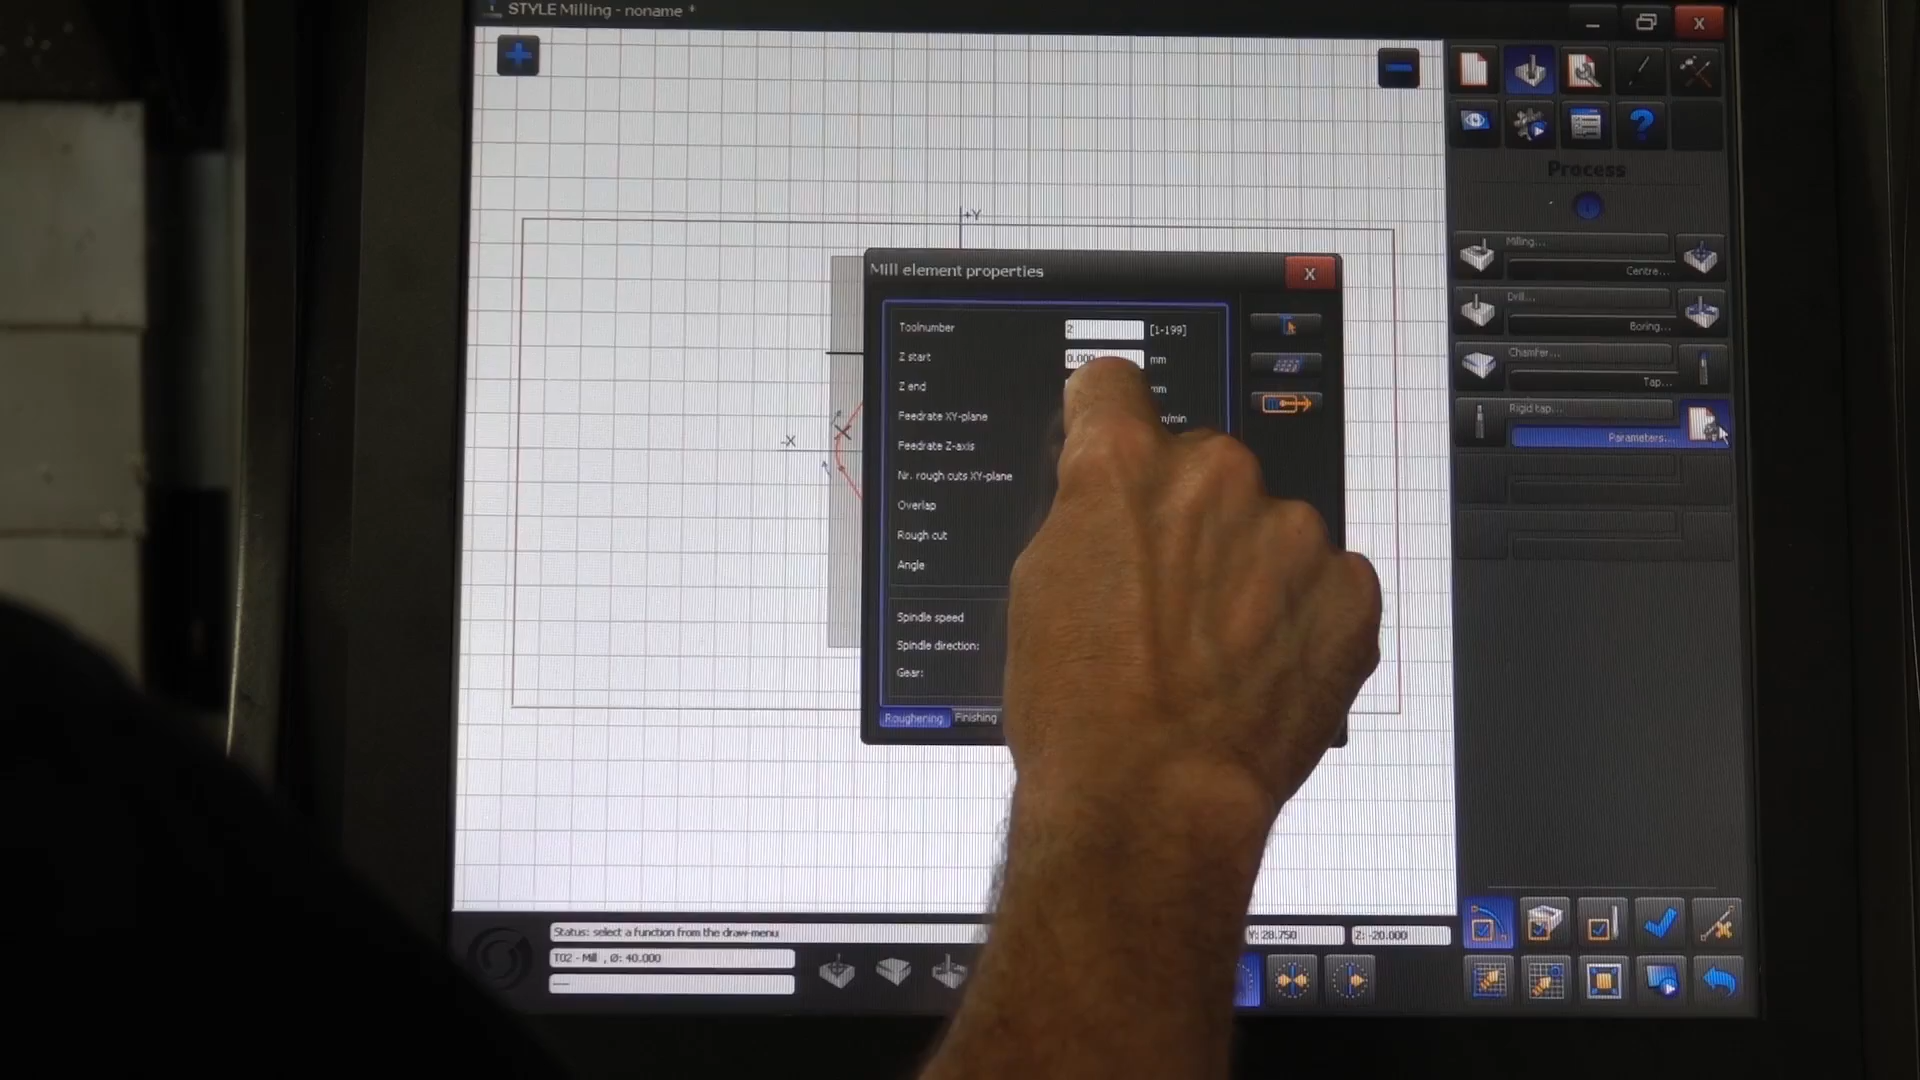 STYLE Milling - noname *
+Y
-X
Mill element properties
X
Toolnumber 2 [1-199]
Z start 0.000 mm
Z end mm
Feedrate XY-plane m/min
Feedrate Z-axis
Nr. rough cuts XY-plane
Overlap
Rough cut
Angle
Spindle speed
Spindle direction:
Gear:
Roughening Finishing
X
?
Process
Milling...
Centre...
Drill...
Boring...
Chamfer...
Tap...
Rigid tap...
Parameters...
Status: select a function from the draw-menu
T02 - Mill , Ø: 40.000
---
Y: 28.750
Z: -20.000